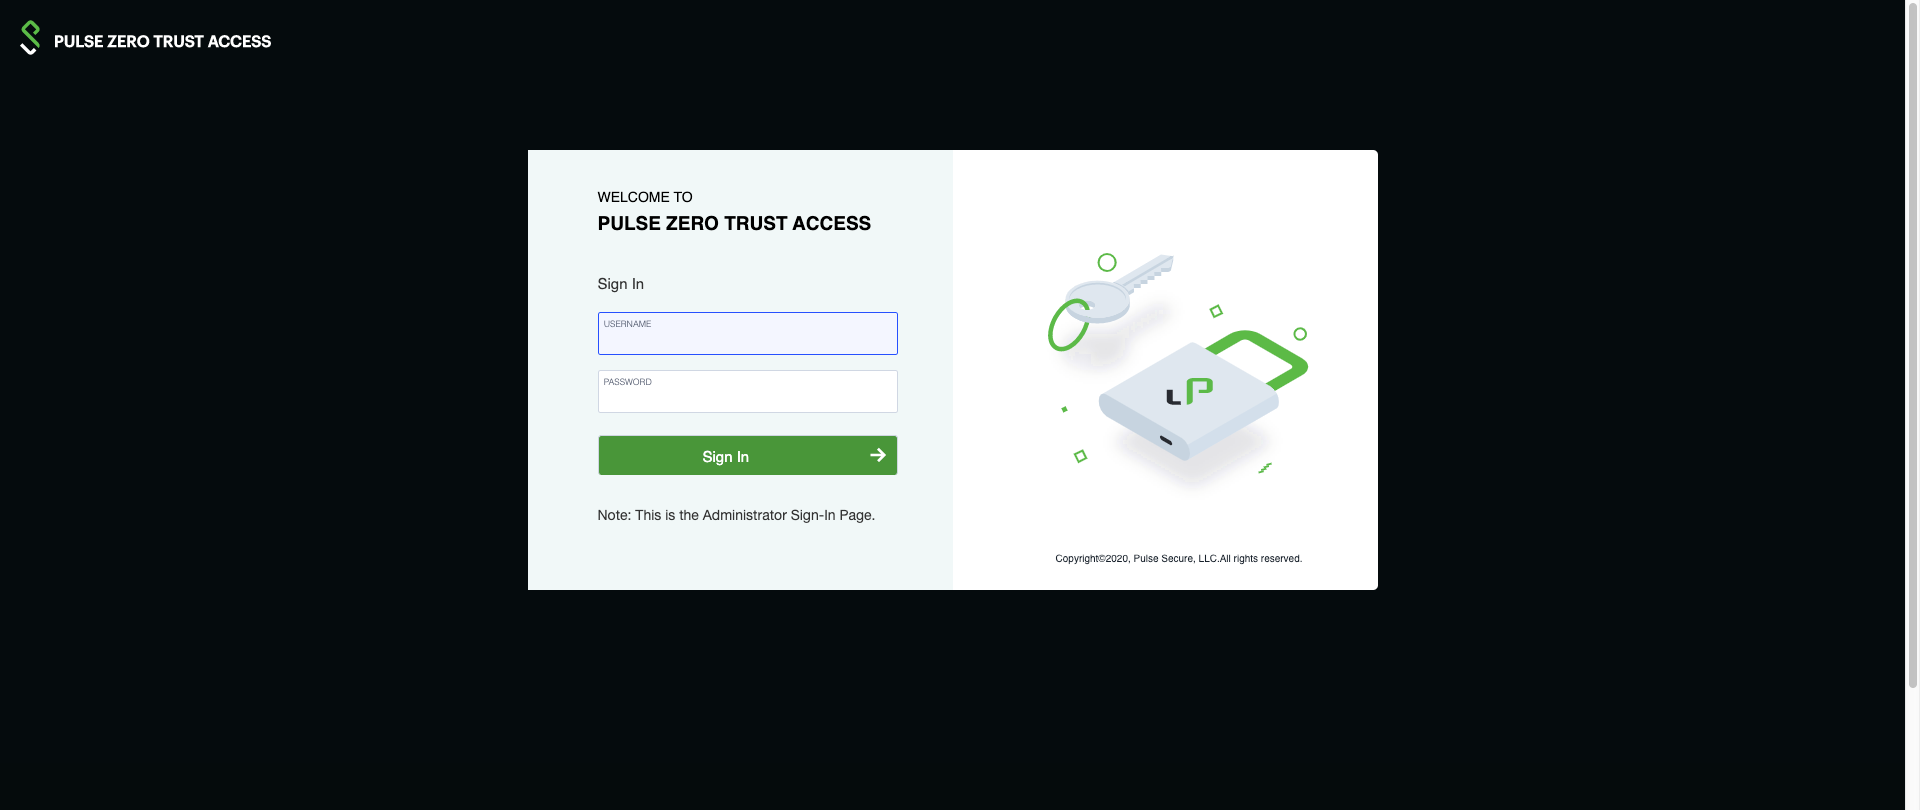 PULSE ZERO TRUST ACCESS
WELCOME TO
PULSE ZERO TRUST ACCESS
Sign In
USERNAME
PASSWORD
Sign In
Note: This is the Administrator Sign-In Page.
Copyright©2020, Pulse Secure, LLC.All rights reserved.